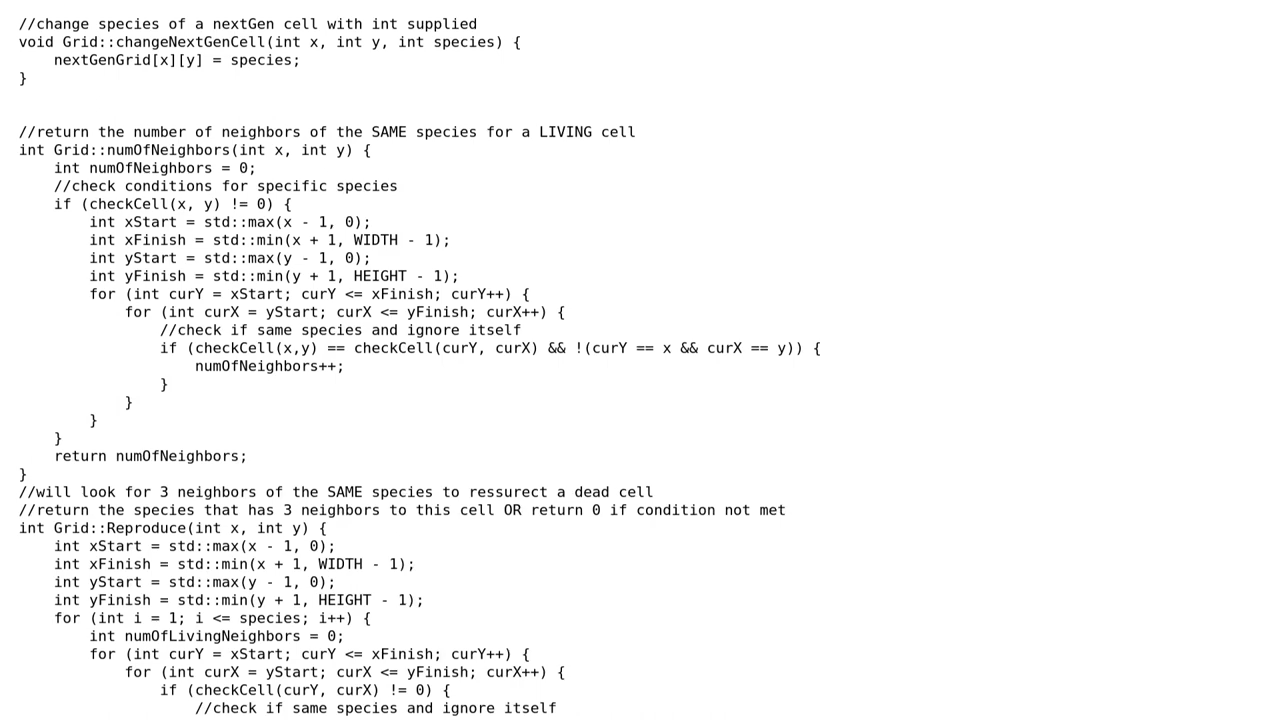 //change species of a nextGen cell with int supplied
void Grid::changeNextGenCell(int x, int y, int species) {
    nextGenGrid[x][y] = species;
}


//return the number of neighbors of the SAME species for a LIVING cell
int Grid::numOfNeighbors(int x, int y) {
    int numOfNeighbors = 0;
    //check conditions for specific species
    if (checkCell(x, y) != 0) {
        int xStart = std::max(x - 1, 0);
        int xFinish = std::min(x + 1, WIDTH - 1);
        int yStart = std::max(y - 1, 0);
        int yFinish = std::min(y + 1, HEIGHT - 1);
        for (int curY = xStart; curY <= xFinish; curY++) {
            for (int curX = yStart; curX <= yFinish; curX++) {
                //check if same species and ignore itself
                if (checkCell(x,y) == checkCell(curY, curX) && !(curY == x && curX == y)) {
                    numOfNeighbors++;
                }
            }
        }
    }
    return numOfNeighbors;
}
//will look for 3 neighbors of the SAME species to ressurect a dead cell
//return the species that has 3 neighbors to this cell OR return 0 if condition not met
int Grid::Reproduce(int x, int y) {
    int xStart = std::max(x - 1, 0);
    int xFinish = std::min(x + 1, WIDTH - 1);
    int yStart = std::max(y - 1, 0);
    int yFinish = std::min(y + 1, HEIGHT - 1);
    for (int i = 1; i <= species; i++) {
        int numOfLivingNeighbors = 0;
        for (int curY = xStart; curY <= xFinish; curY++) {
            for (int curX = yStart; curX <= yFinish; curX++) {
                if (checkCell(curY, curX) != 0) {
                    //check if same species and ignore itself